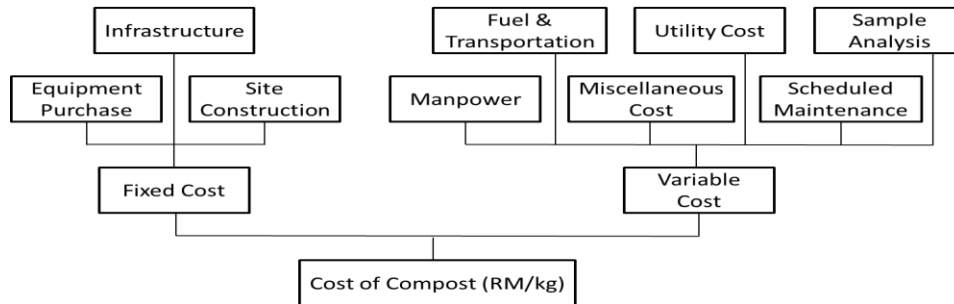 Infrastructure
Fuel &
Transportation
Utility Cost
Sample
Analysis
Equipment
Purchase
Site
Construction
Manpower
Miscellaneous
Cost
Scheduled
Maintenance
Fixed Cost
Variable
Cost
Cost of Compost (RM/kg)